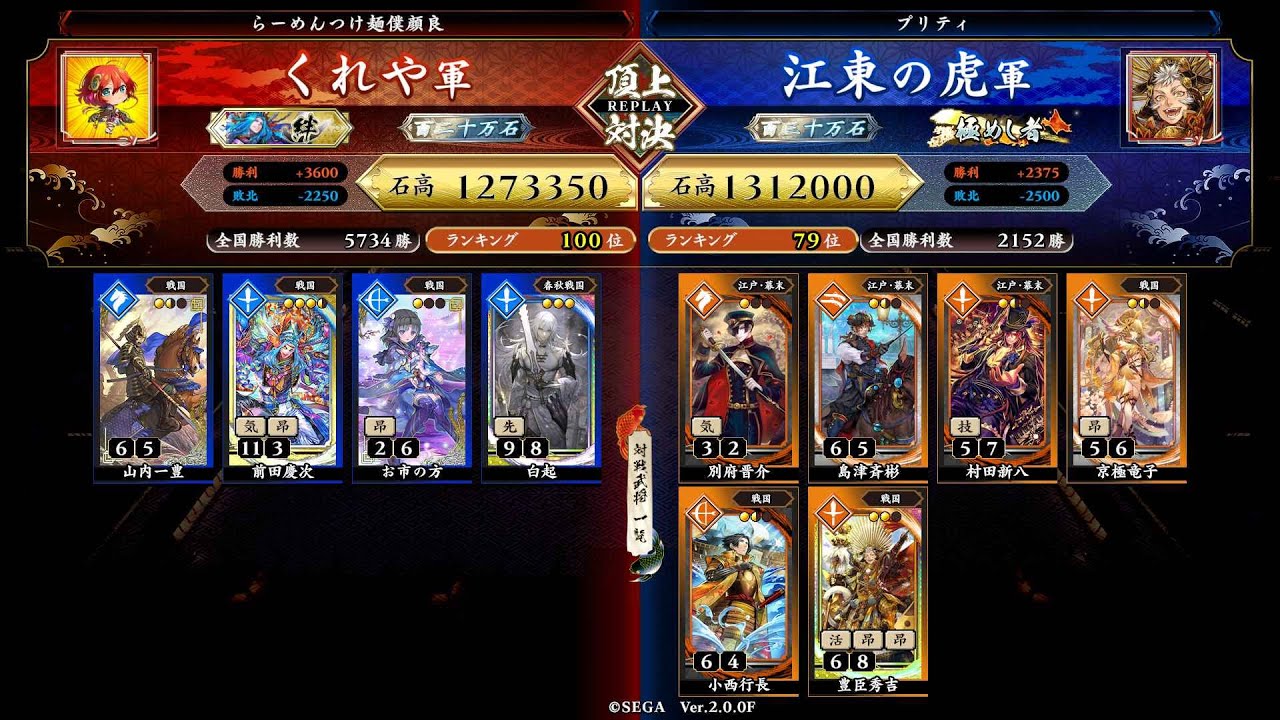 らーめんつけ麺僕顔良
プリティ
くれや軍
江東の虎軍
頂上
REPLAY
対決
絆
百二十万石
百三十万石
極めし者
勝利 +3600
敗北 -2250
石高 1273350
石高 1312000
勝利 +2375
敗北 -2500
全国勝利数 5734勝
ランキング 100位
ランキング 79位
全国勝利数 2152勝
戦国
戦国
戦国
春秋戦国
江戸・幕末
江戸・幕末
江戸・幕末
戦国
気 昂
昂
先
気
技
昂
6 5
11 3
2 6
9 8
3 2
6 5
5 7
5 6
山内一豊
前田慶次
お市の方
白起
別府晋介
島津斉彬
村田新八
京極竜子
対戦武将一覧
戦国
戦国
活 昂 昂
6 4
6 8
小西行長
豊臣秀吉
©SEGA Ver.2.0.0F